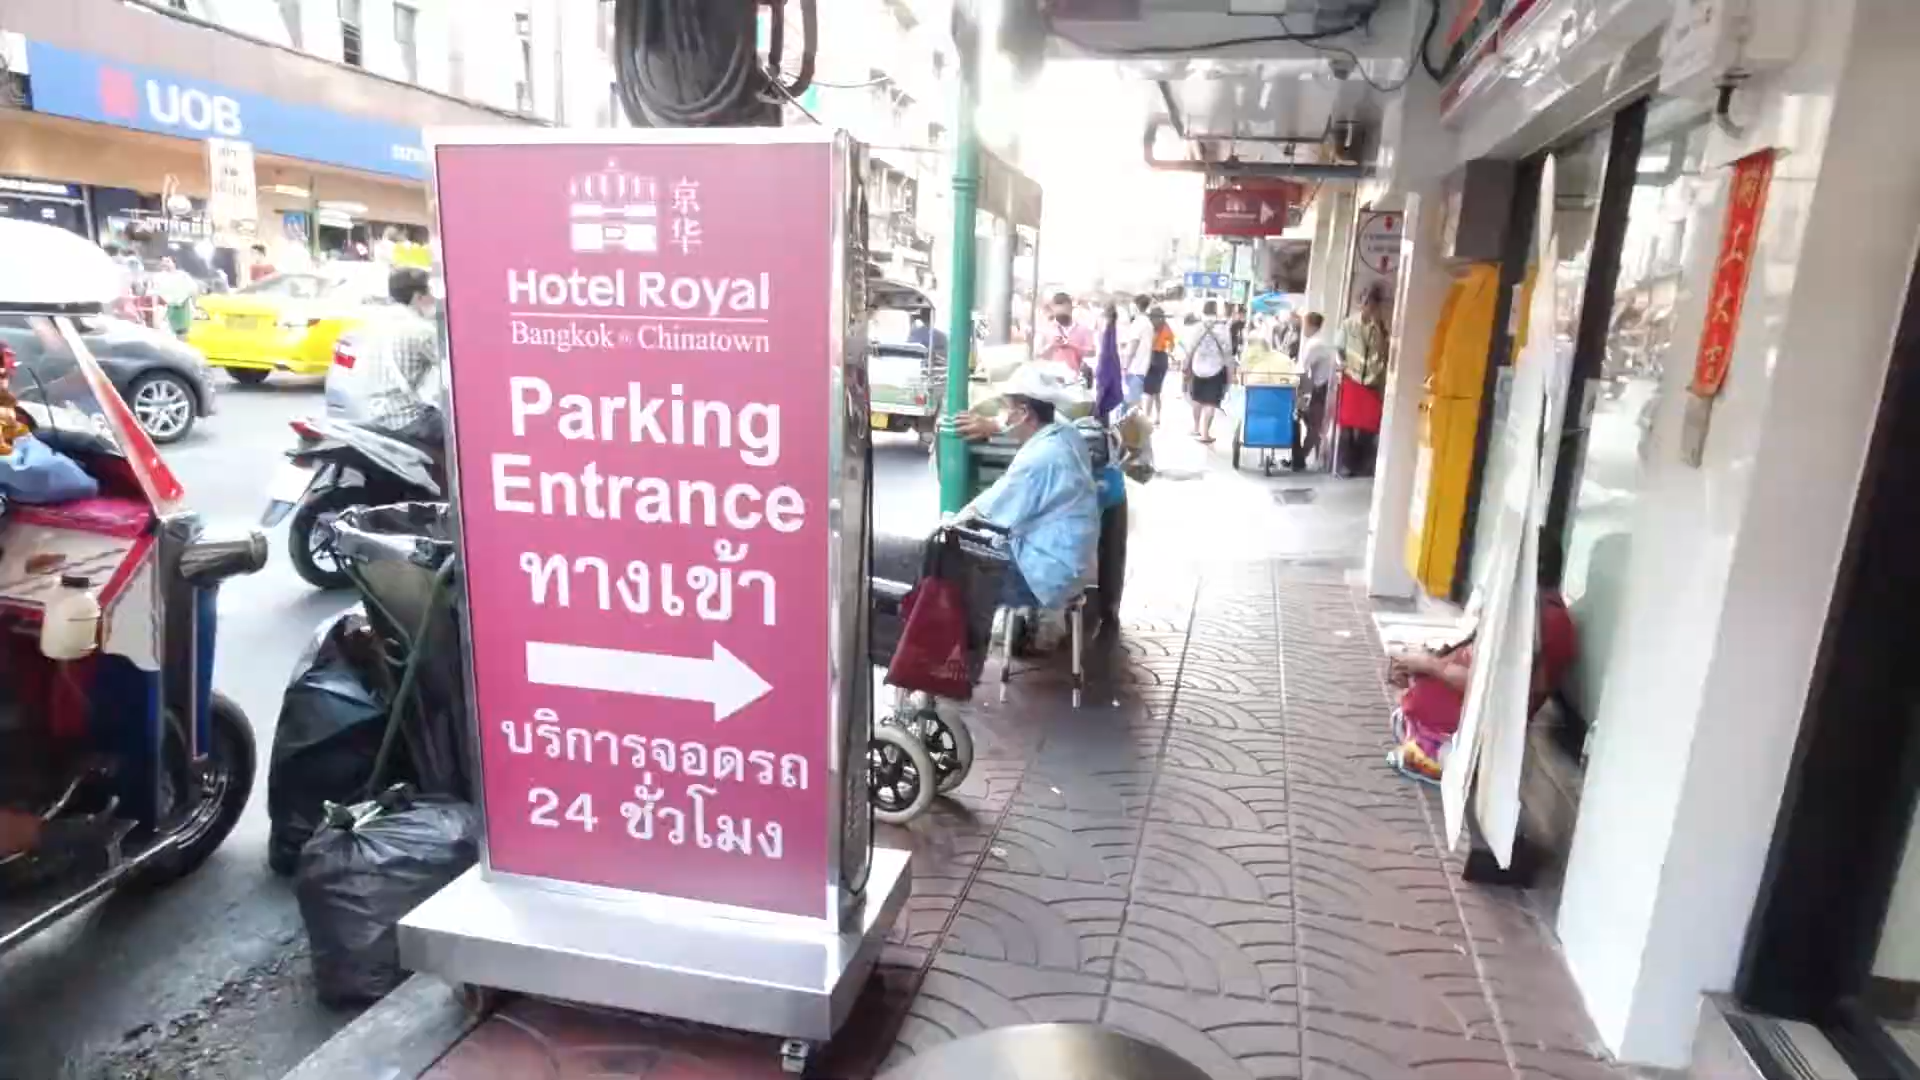 UOB
京
华
Hotel Royal
Bangkok @ Chinatown
Parking
Entrance
ทางเข้า
บริการจอดรถ
24 ชั่วโมง